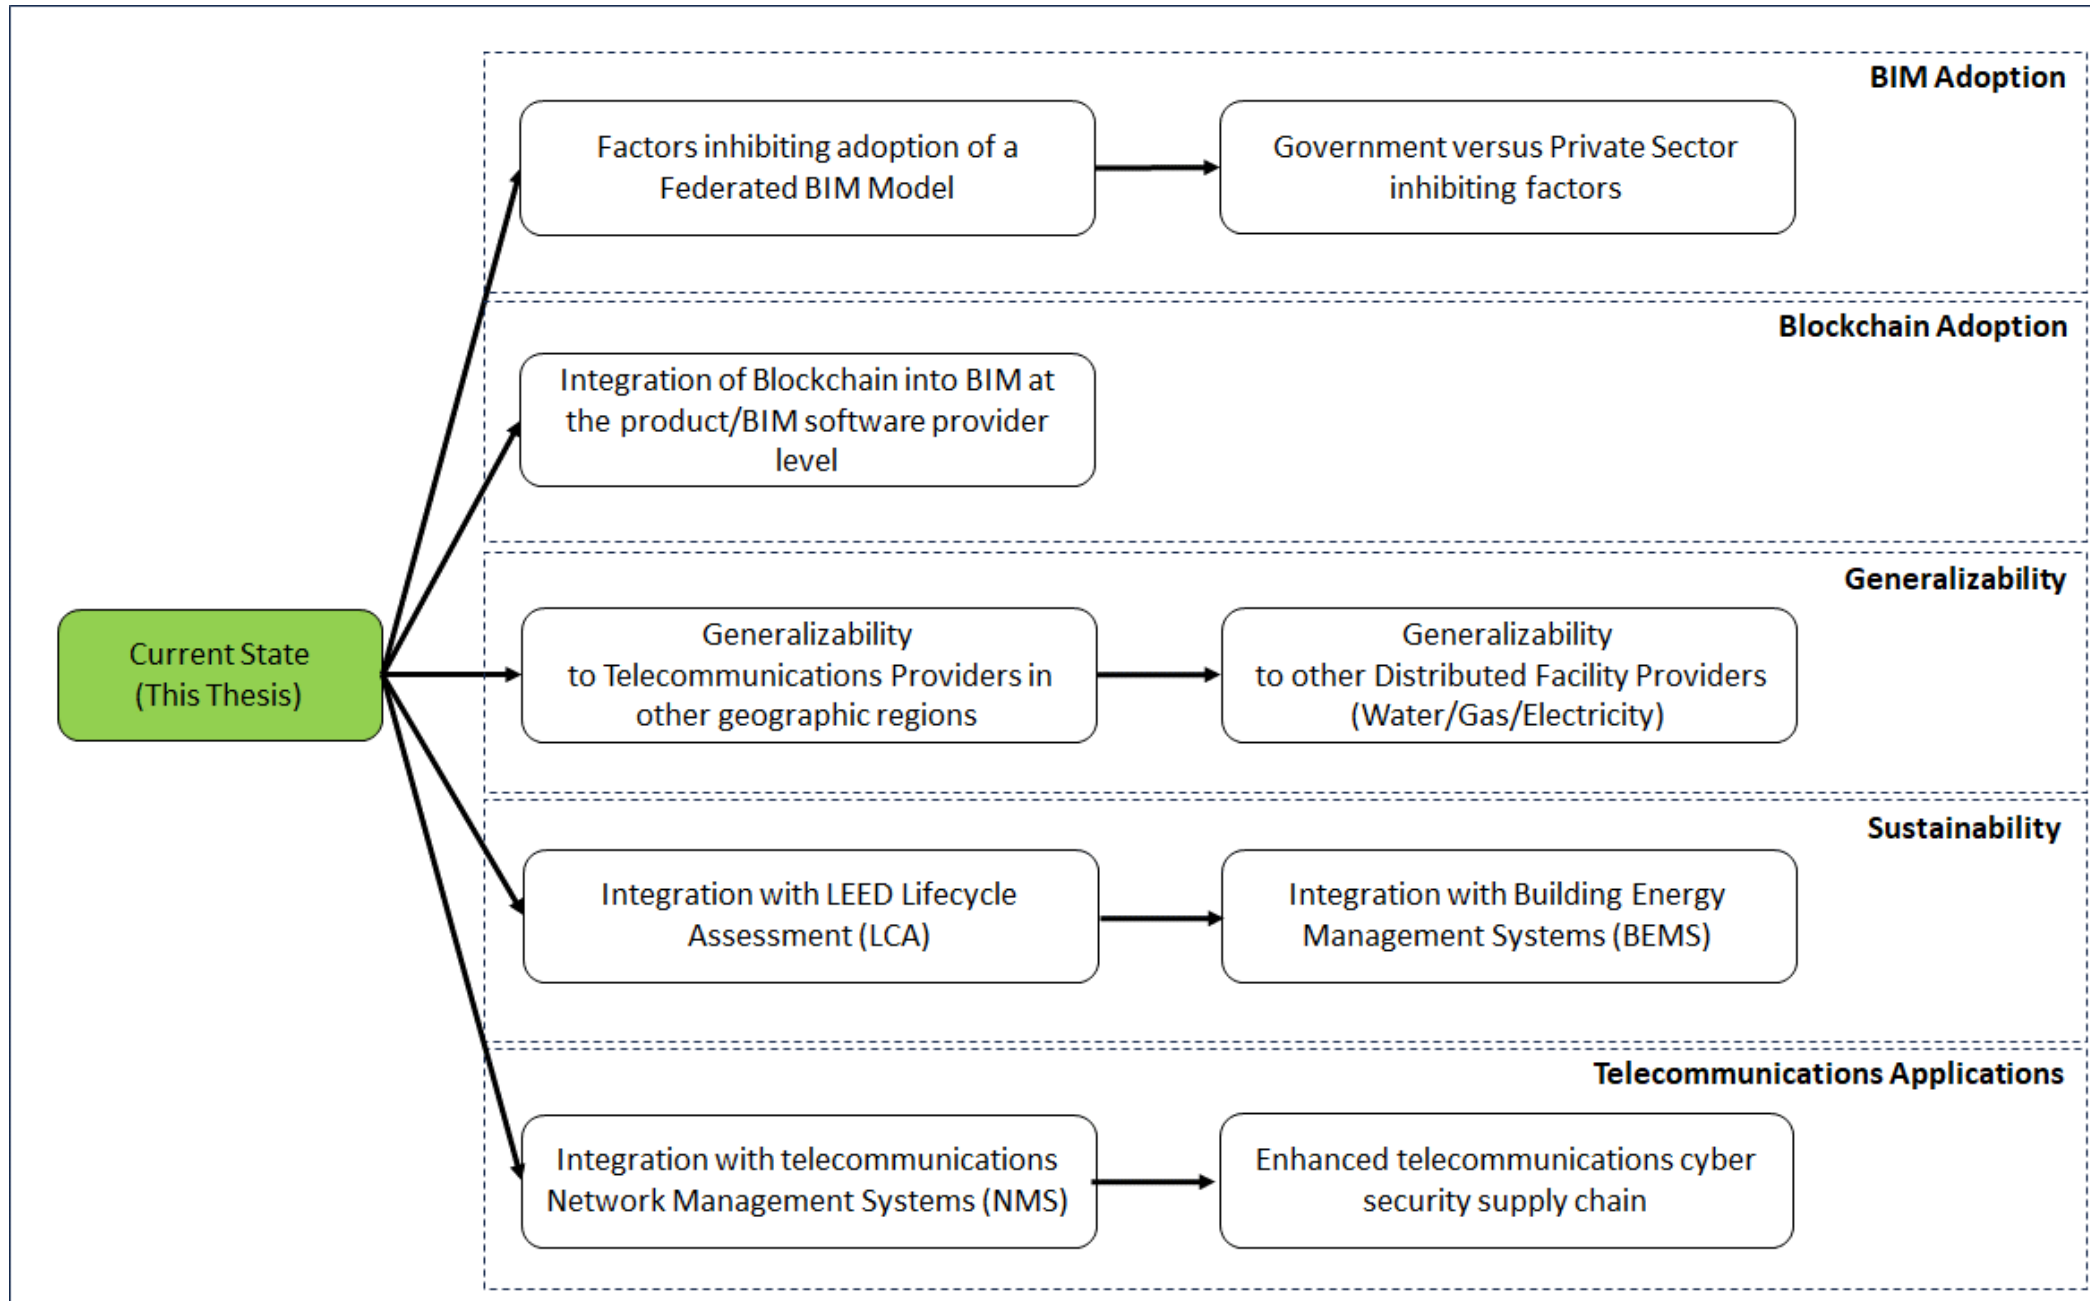 BIM Adoption
Factors inhibiting adoption of a
Federated BIM Model
Government versus Private Sector
inhibiting factors
Blockchain Adoption
Integration of Blockchain into BIM at
the product/BIM software provider
level
Generalizability
Current State
(This Thesis)
Generalizability
to Telecommunications Providers in
other geographic regions
Generalizability
to other Distributed Facility Providers
(Water/Gas/Electricity)
Sustainability
Integration with LEED Lifecycle
Assessment (LCA)
Integration with Building Energy
Management Systems (BEMS)
Telecommunications Applications
Integration with telecommunications
Network Management Systems (NMS)
Enhanced telecommunications cyber
security supply chain